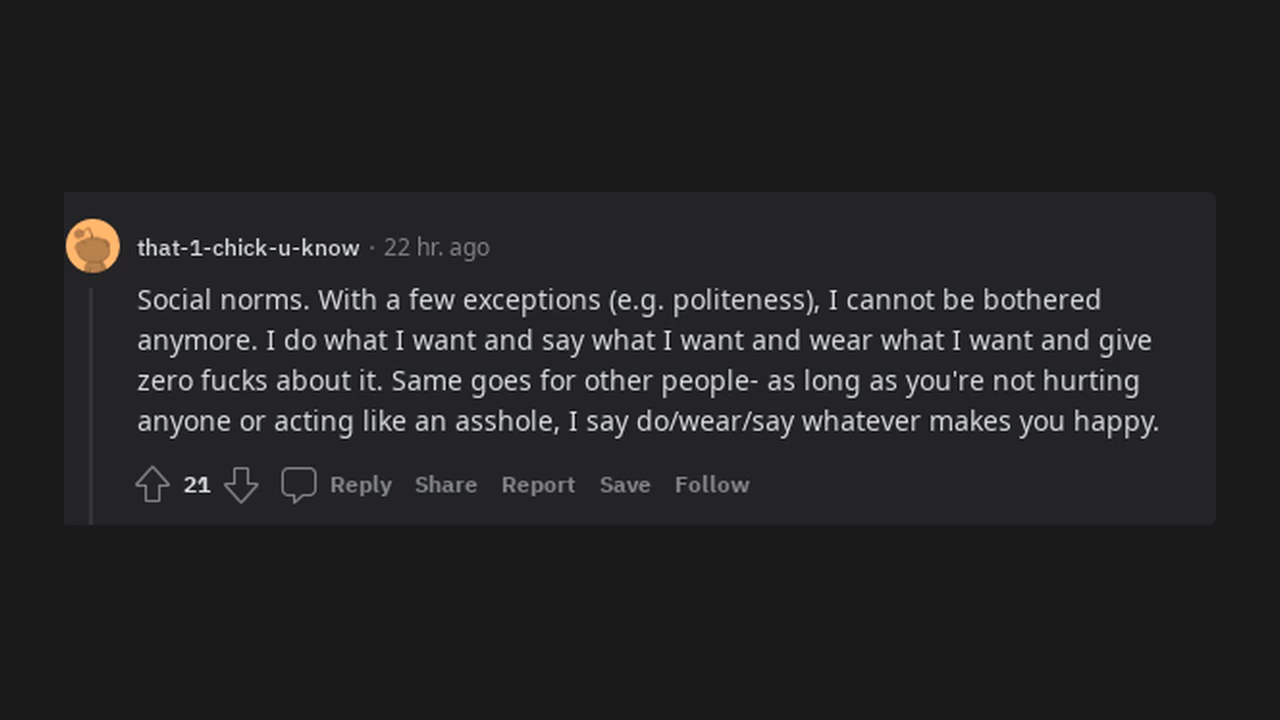 that-1-chick-u-know · 22 hr. ago
Social norms. With a few exceptions (e.g. politeness), I cannot be bothered
anymore. I do what I want and say what I want and wear what I want and give
zero fucks about it. Same goes for other people- as long as you're not hurting
anyone or acting like an asshole, I say do/wear/say whatever makes you happy.
21 Reply Share Report Save Follow